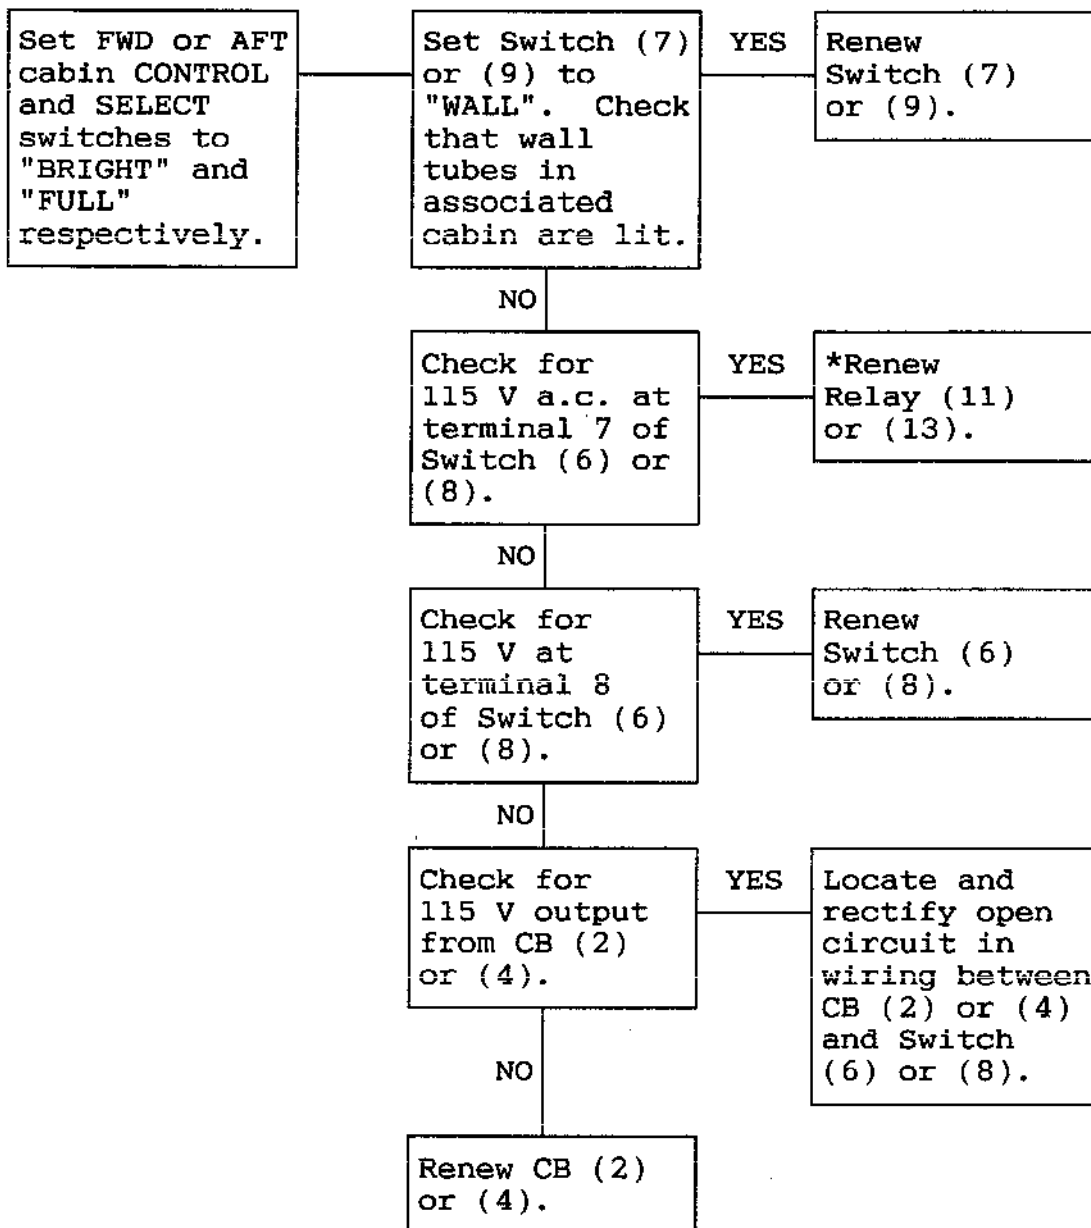 Set FWD or AFT
cabin CONTROL
and SELECT
switches to
"BRIGHT" and
"FULL"
respectively.
Set Switch (7)
or (9) to
"WALL". Check
that wall
tubes in
associated
cabin are lit.
YES
Renew
Switch (7)
or (9).
NO
Check for
115 V a.c. at
terminal 7 of
Switch (6) or
(8).
YES
*Renew
Relay (11)
or (13).
NO
Check for
115 V at
terminal 8
of Switch (6)
or (8).
YES
Renew
Switch (6)
or (8).
NO
Check for
115 V output
from CB (2)
or (4).
YES
Locate and
rectify open
circuit in
wiring between
CB (2) or (4)
and Switch
(6) or (8).
NO
Renew CB (2)
or (4).